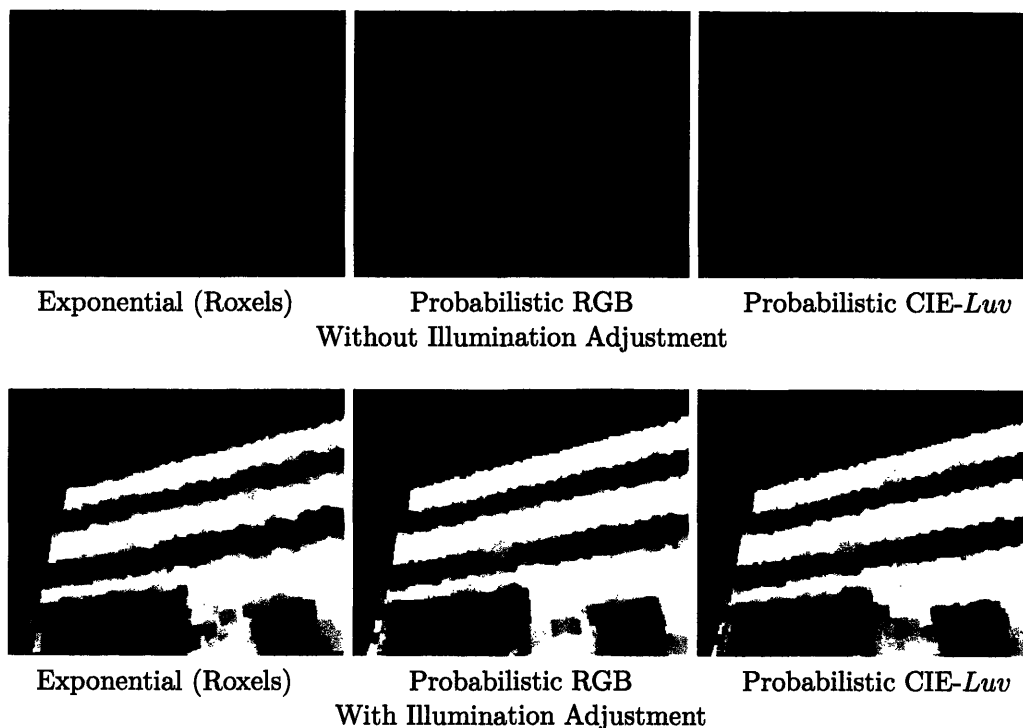 Exponential (Roxels) Probabilistic RGB Probabilistic CIE-Luv
Without Illumination Adjustment
Exponential (Roxels) Probabilistic RGB Probabilistic CIE-Luv
With Illumination Adjustment